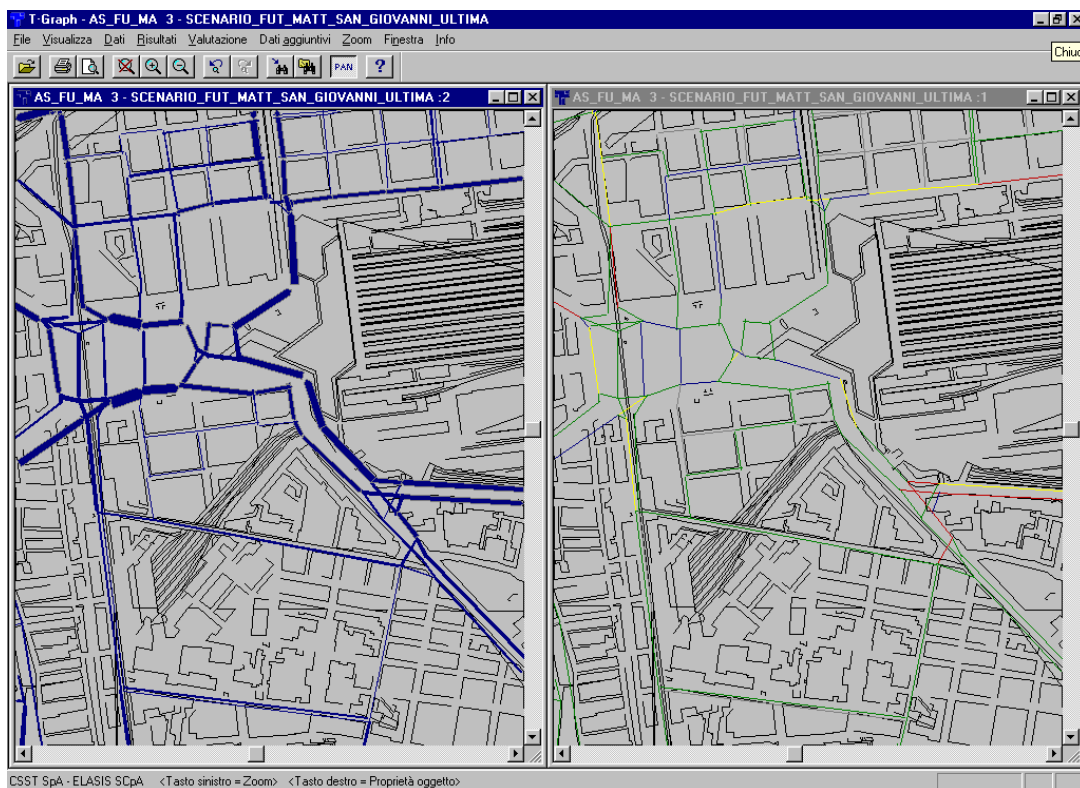 T-Graph - AS_FU_MA 3 - SCENARIO_FUT_MATT_SAN_GIOVANNI_ULTIMA
File Visualizza Dati Risultati Valutazione Dati aggiuntivi Zoom Finestra Info
Chiud
PAN ?
AS_FU_MA 3 - SCENARIO_FUT_MATT_SAN_GIOVANNI_ULTIMA :2
AS_FU_MA 3 - SCENARIO_FUT_MATT_SAN_GIOVANNI_ULTIMA :1
CSST SpA - ELASIS SCpA <Tasto sinistro = Zoom> <Tasto destro = Proprietà oggetto>